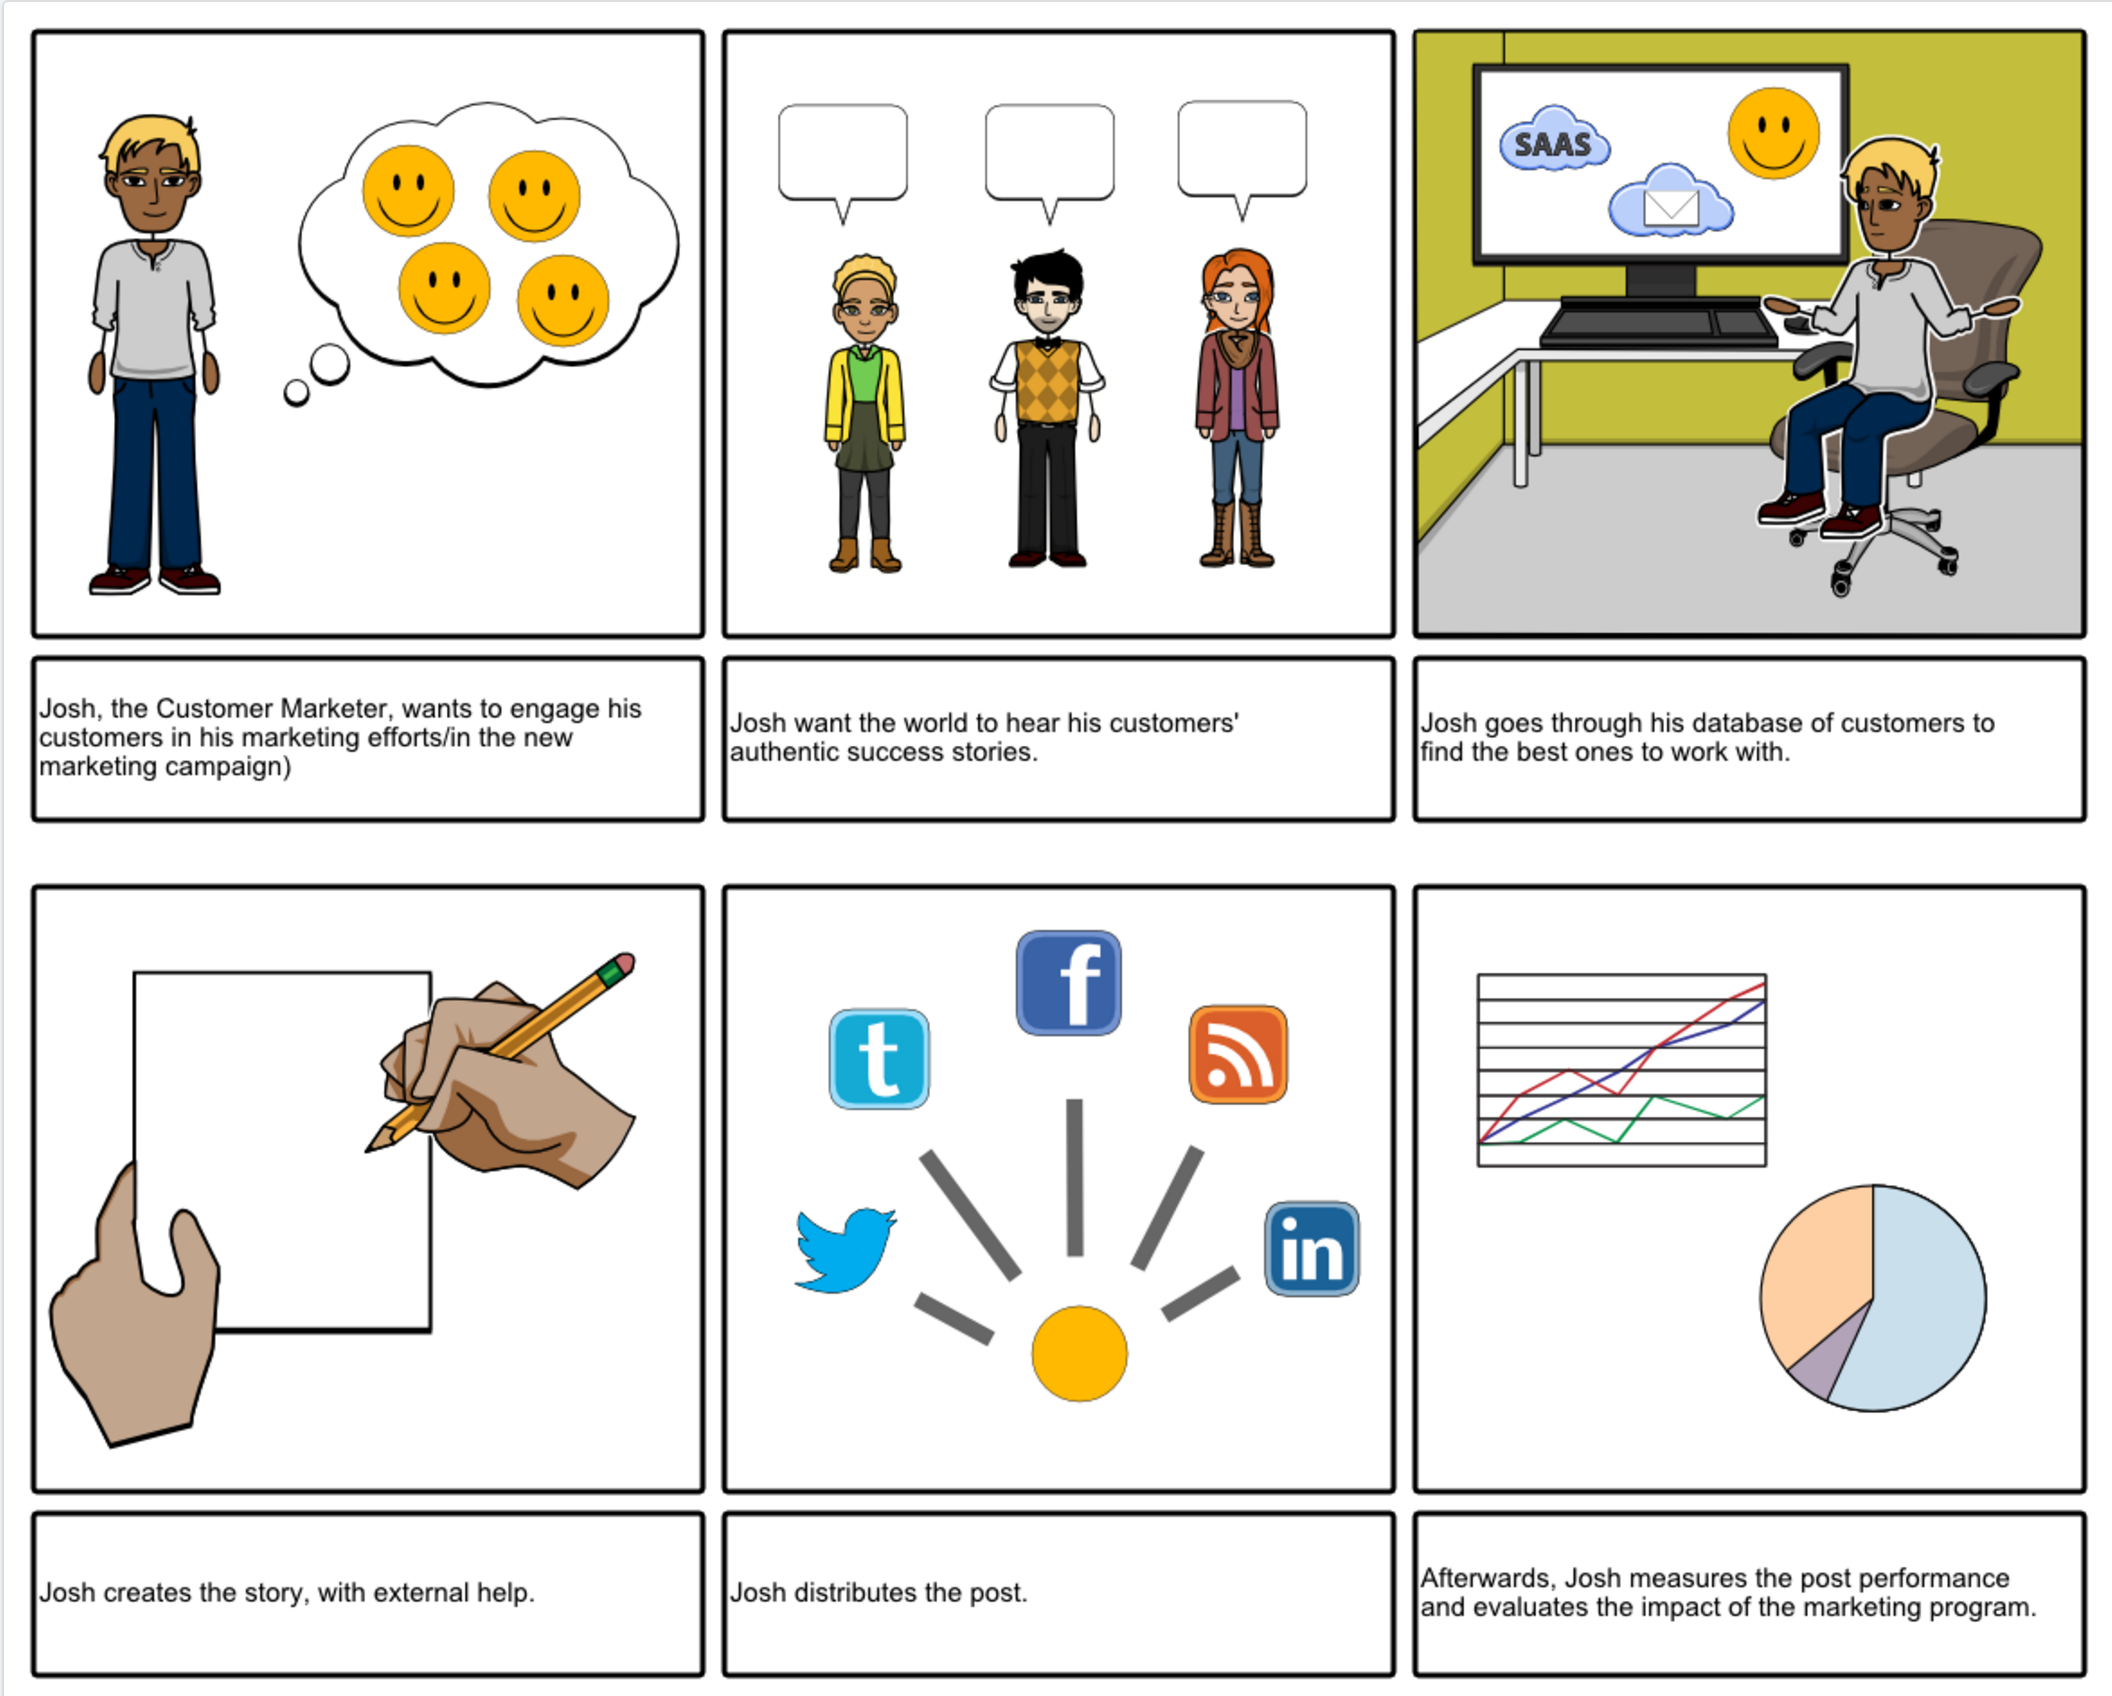 SAAS
Josh, the Customer Marketer, wants to engage his
customers in his marketing efforts/in the new
marketing campaign)
Josh want the world to hear his customers'
authentic success stories.
Josh goes through his database of customers to
find the best ones to work with.
f
t
in
Josh creates the story, with external help.
Josh distributes the post.
Afterwards, Josh measures the post performance
and evaluates the impact of the marketing program.